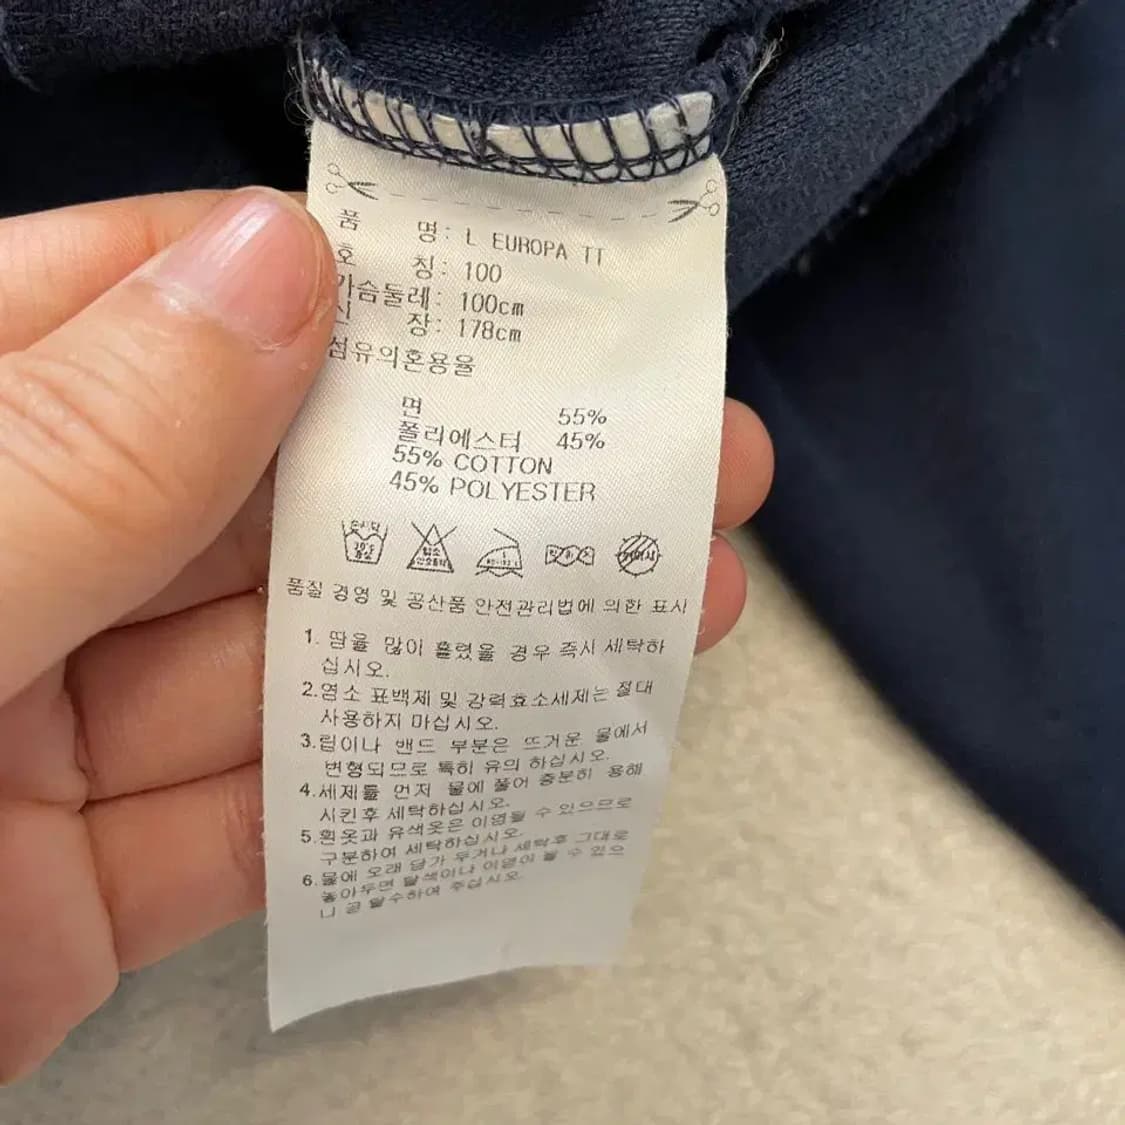 품 명: L EUROPA TT
호 칭: 100
가슴둘레: 100cm
신 장: 178cm
섬유의혼용율
면 55%
폴리에스터 45%
55% COTTON
45% POLYESTER
손세탁
염소
품질 경영 및 공산품 안전관리법에 의한 표시
1. 땀을 많이 흘렸을 경우 즉시 세탁하
십시오.
2.염소 표백제 및 강력효소세제는 절대
사용하지 마십시오.
3.립이나 밴드 부분은 뜨거운 물에서
변형되므로 특히 유의 하십시오.
4.세제를 먼저 물에 풀어 충분히 용해
시킨후 세탁하십시오.
5.흰옷과 유색옷은 이염될 수 있으므로
구분하여 세탁하십시오.
6.물에 오래 담가 두거나 세탁후 그대로
놓아두면 탈색이나 이염이 될 수 있으
니 곧 탈수하여 주십시오.